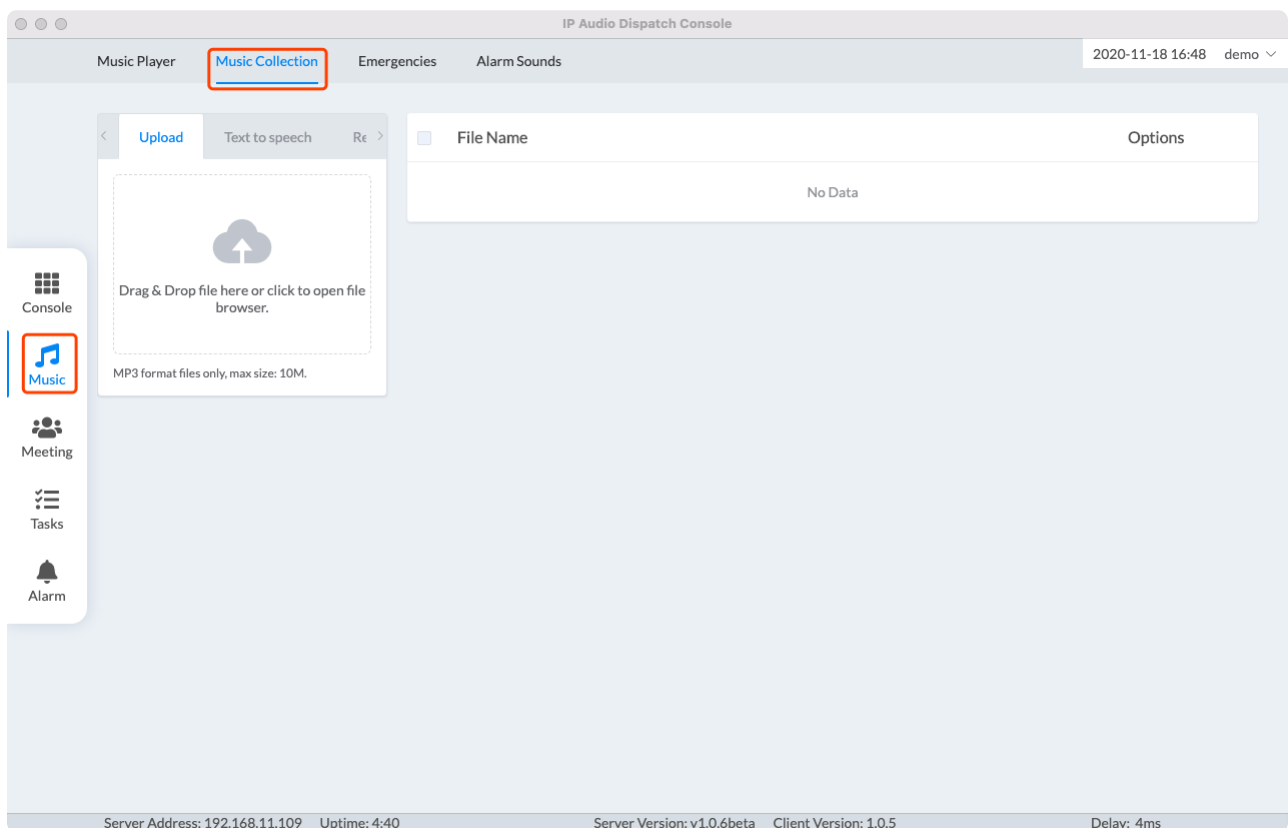 IP Audio Dispatch Console
Music Player Music Collection Emergencies Alarm Sounds 2020-11-18 16:48 demo
Upload Text to speech Re
File Name Options
No Data
Drag & Drop file here or click to open file
browser.
MP3 format files only, max size: 10M.
Console
Music
Meeting
Tasks
Alarm
Server Address: 192.168.11.109 Uptime: 4:40 Server Version: v1.0.6beta Client Version: 1.0.5 Delay: 4ms